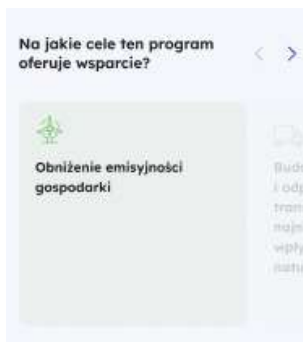 Na jakie cele ten program
oferuje wsparcie?
Obniżenie emisyjności
gospodarki